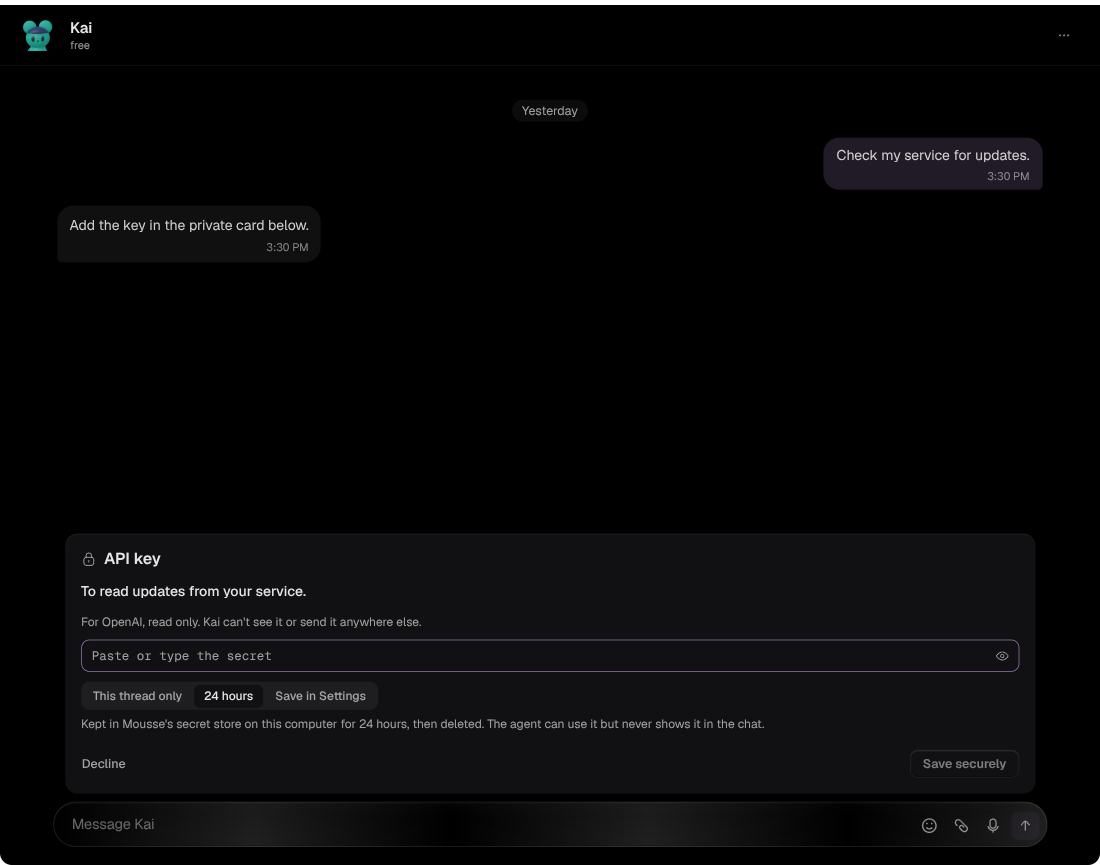 Kai
free
...
Yesterday
Check my service for updates.
3:30 PM
Add the key in the private card below.
3:30 PM
API key
To read updates from your service.
For OpenAI, read only. Kai can't see it or send it anywhere else.
Paste or type the secret
This thread only 24 hours Save in Settings
Kept in Mousse's secret store on this computer for 24 hours, then deleted. The agent can use it but never shows it in the chat.
Decline Save securely
Message Kai